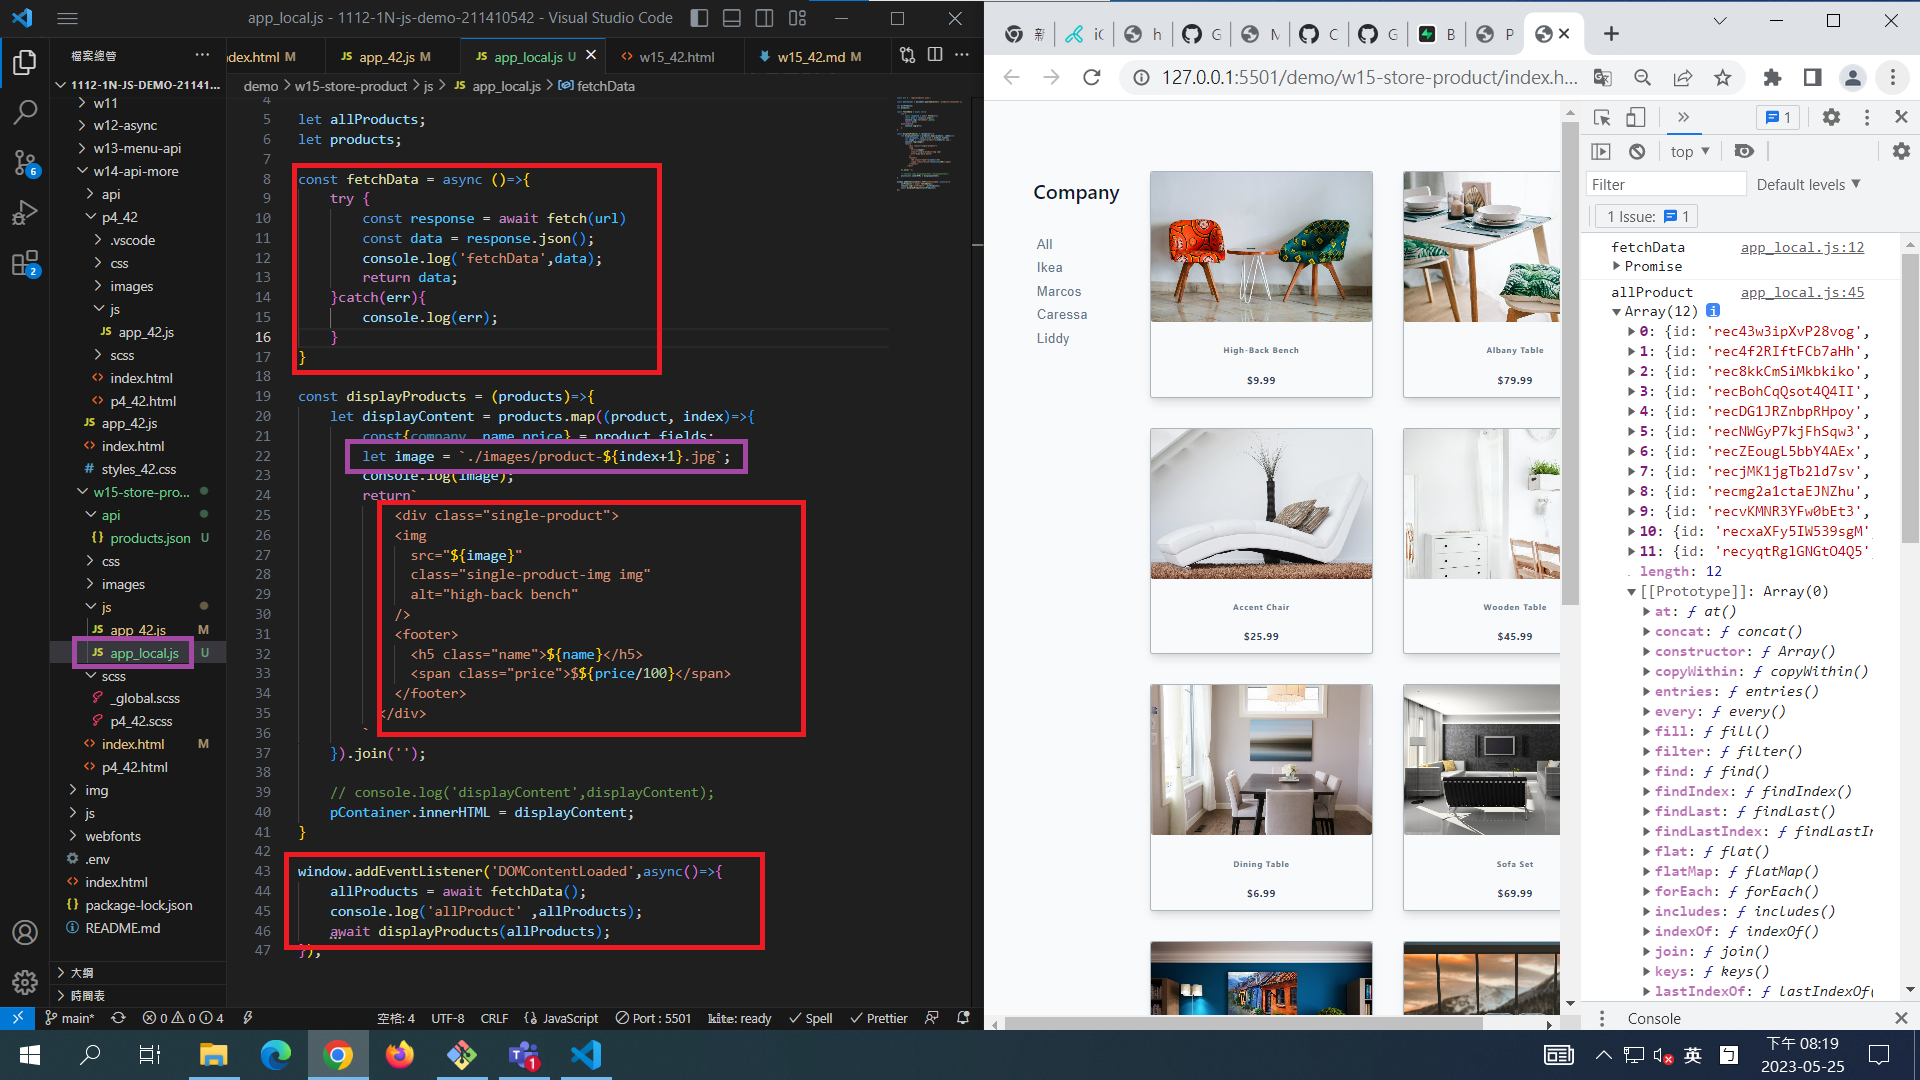 app_local.js - 1112-1N-js-demo-211410542 - Visual Studio Code
檔案總管
ndex.html M
JS app_42.js M
JS app_local.js U
w15_42.html
w15_42.md M
1112-1N-JS-DEMO-21141...
demo > w15-store-product > js > JS app_local.js > fetchData
w11
w12-async
w13-menu-api
w14-api-more
api
p4_42
.vscode
css
images
js
JS app_42.js
scss
index.html
p4_42.html
JS app_42.js
index.html
# styles_42.css
w15-store-pro...
api
{} products.json U
css
images
js
JS app_42.js M
JS app_local.js U
scss
_global.scss
p4_42.scss
index.html M
p4_42.html
img
js
webfonts
.env
index.html
{} package-lock.json
README.md
大綱
時間表
4
5 let allProducts;
6 let products;
7
8 const fetchData = async ()=>{
9 try {
10 const response = await fetch(url)
11 const data = response.json();
12 console.log('fetchData',data);
13 return data;
14 }catch(err){
15 console.log(err);
16 }
17 }
18
19 const displayProducts = (products)=>{
20 let displayContent = products.map((product, index)=>{
21 const{company, name,price} = product.fields;
22 let image = `./images/product-${index+1}.jpg`;
23 console.log(image);
24 return`
25 <div class="single-product">
26 <img
27 src="${image}"
28 class="single-product-img img"
29 alt="high-back bench"
30 />
31 <footer>
32 <h5 class="name">${name}</h5>
33 <span class="price">$${price/100}</span>
34 </footer>
35 </div>
36 `
37 }).join('');
38
39 // console.log('displayContent',displayContent);
40 pContainer.innerHTML = displayContent;
41 }
42
43 window.addEventListener('DOMContentLoaded',async()=>{
44 allProducts = await fetchData();
45 console.log('allProduct' ,allProducts);
46 await displayProducts(allProducts);
47 });
6
2
main*
0 0 4
空格: 4
UTF-8
CRLF
{} JavaScript
Port : 5501
kite: ready
Spell
Prettier
127.0.0.1:5501/demo/w15-store-product/index.h...
Company
All
Ikea
Marcos
Caressa
Liddy
High-Back Bench
$9.99
Albany Table
$79.99
Accent Chair
$25.99
Wooden Table
$45.99
Dining Table
$6.99
Sofa Set
$69.99
1
top
Filter
Default levels
1 Issue: 1
fetchData app_local.js:12
Promise
allProduct app_local.js:45
Array(12)
0: {id: 'rec43w3ipXvP28vog',
1: {id: 'rec4f2RIftFCb7aHh',
2: {id: 'rec8kkCmSiMkbkiko',
3: {id: 'recBohCqQsot4Q4II',
4: {id: 'recDG1JRZnbpRHpoy',
5: {id: 'recNWGyP7kjFhSqw3',
6: {id: 'recZEougL5bbY4AEx',
7: {id: 'recjMK1jgTb2ld7sv',
8: {id: 'recmg2a1ctaEJNZhu',
9: {id: 'recvKMNR3YFw0bEt3',
10: {id: 'recxaXFy5IW539sgM'
11: {id: 'recyqtRglGNGtO4Q5'
length: 12
[[Prototype]]: Array(0)
at: ƒ at()
concat: ƒ concat()
constructor: ƒ Array()
copyWithin: ƒ copyWithin()
entries: ƒ entries()
every: ƒ every()
fill: ƒ fill()
filter: ƒ filter()
find: ƒ find()
findIndex: ƒ findIndex()
findLast: ƒ findLast()
findLastIndex: ƒ findLastIn
flat: ƒ flat()
flatMap: ƒ flatMap()
forEach: ƒ forEach()
includes: ƒ includes()
indexOf: ƒ indexOf()
join: ƒ join()
keys: ƒ keys()
lastIndexOf: ƒ lastIndexOf(
Console
1
英
下午 08:19
2023-05-25